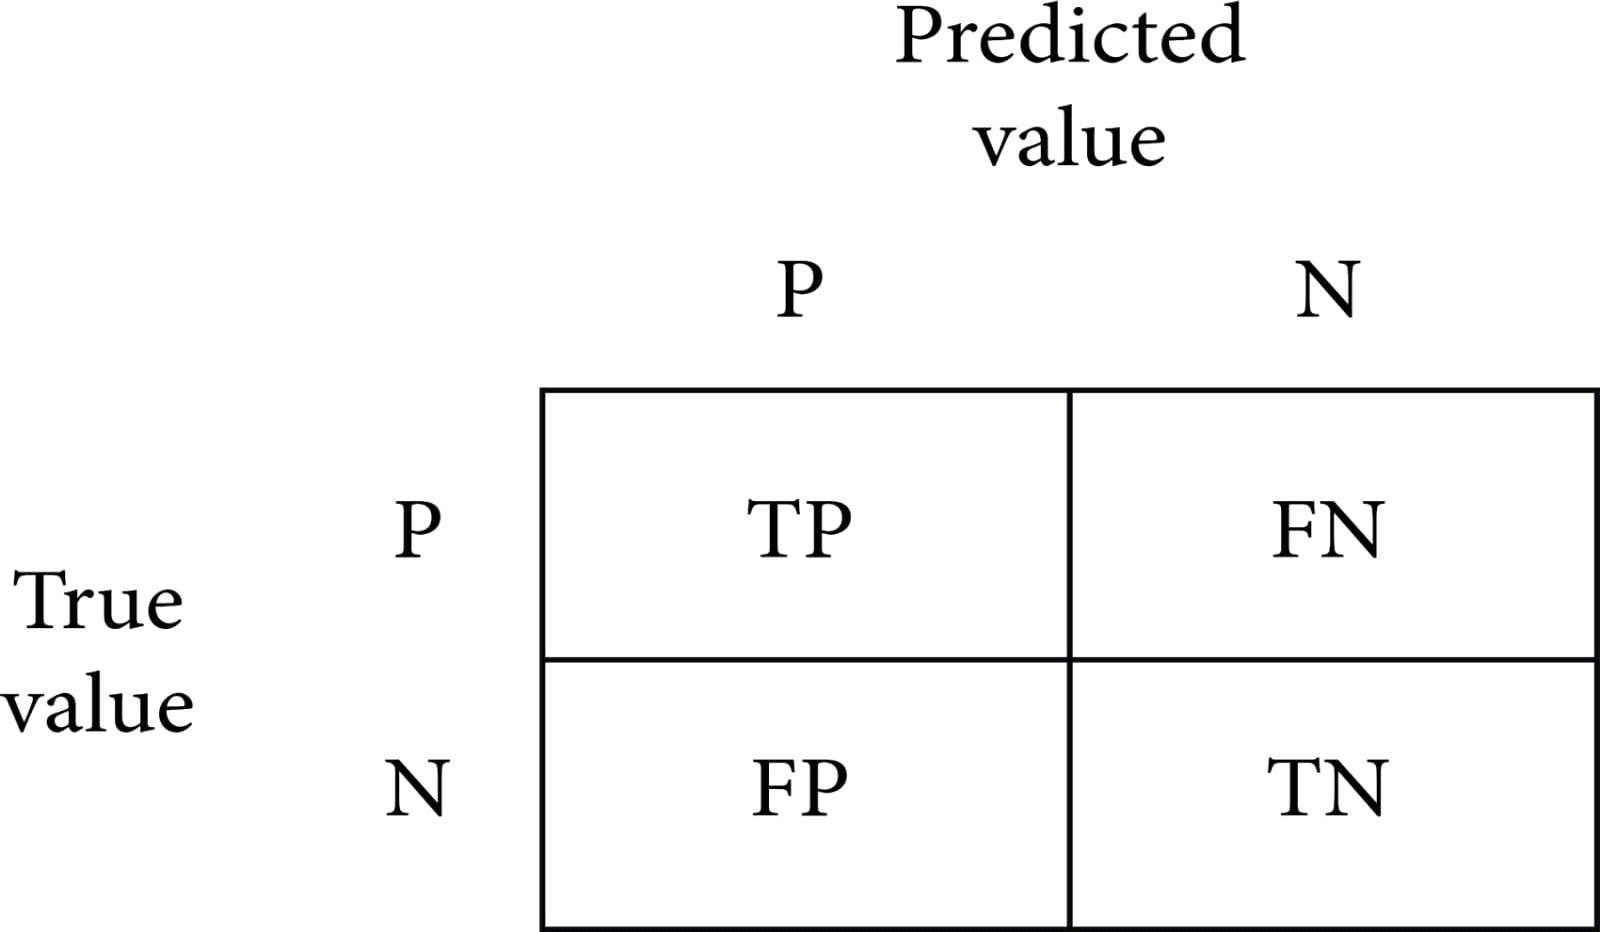 Predicted
value
P N
P TP FN
True
value
N FP TN